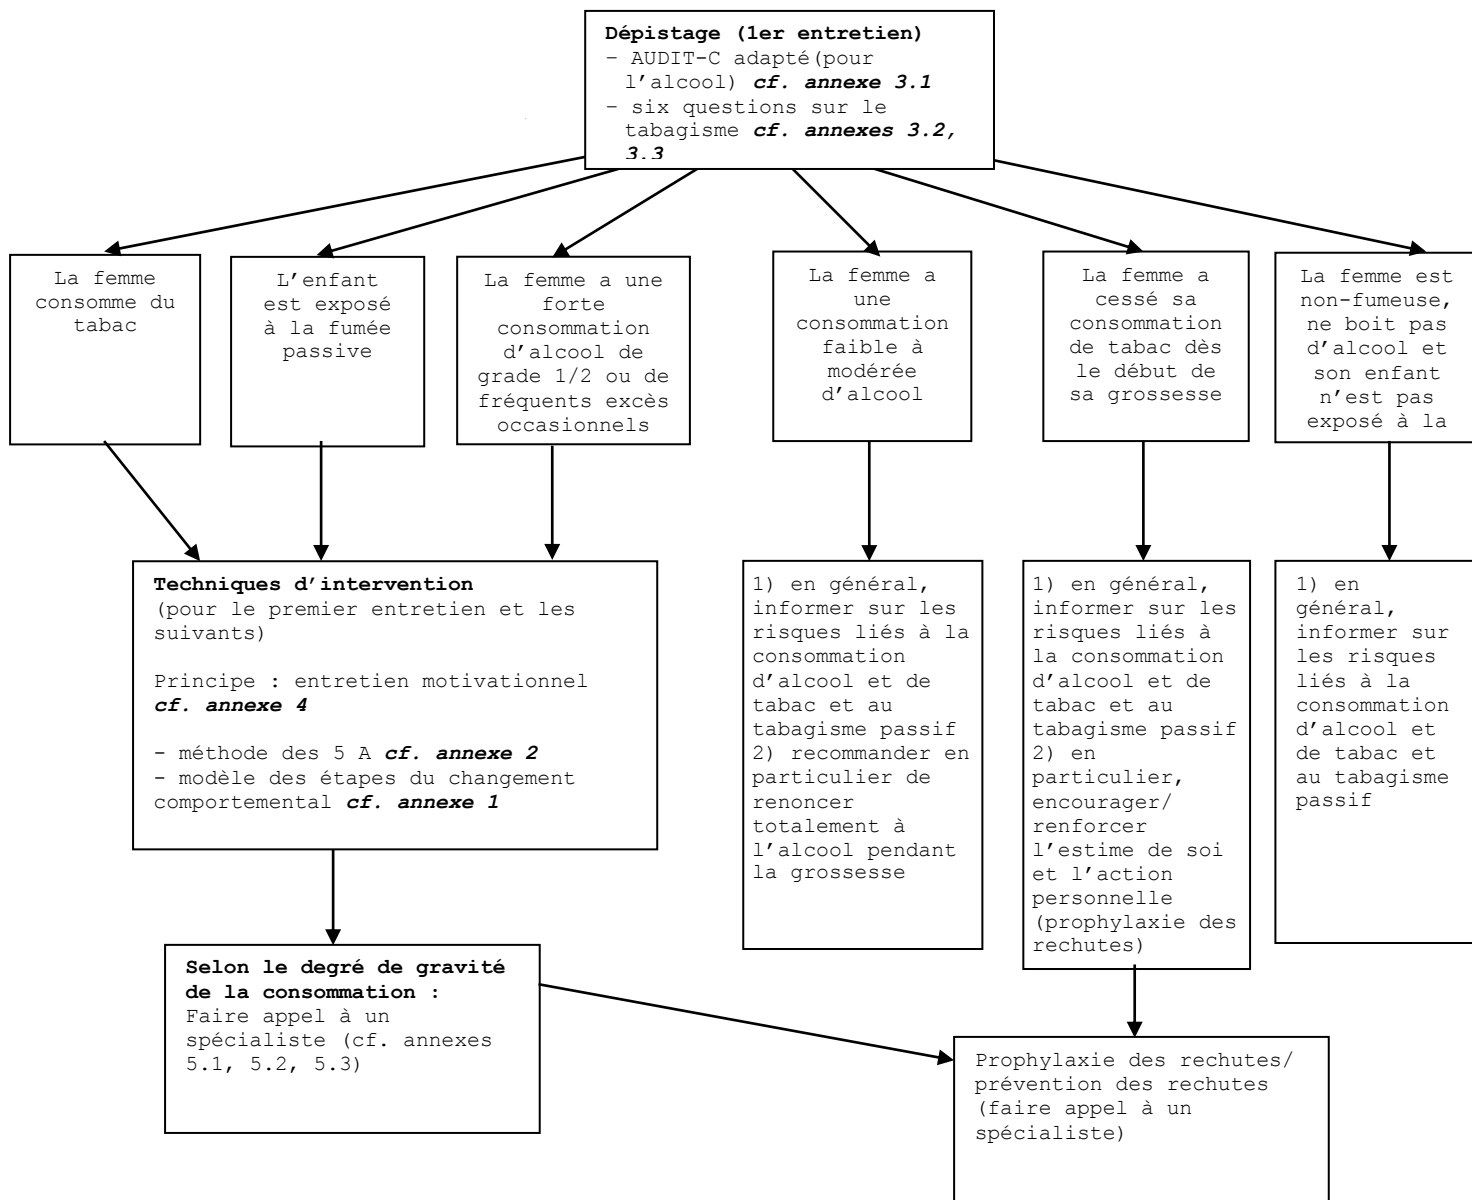 Dépistage (1er entretien)
– AUDIT-C adapté(pour
l’alcool) cf. annexe 3.1
– six questions sur le
tabagisme cf. annexes 3.2,
3.3
La femme
consomme du
tabac
L’enfant
est exposé
à la fumée
passive
La femme a une
forte
consommation
d’alcool de
grade 1/2 ou de
fréquents excès
occasionnels
La femme a
une
consommation
faible à
modérée
d’alcool
La femme a
cessé sa
consommation
de tabac dès
le début de
sa grossesse
La femme est
non-fumeuse,
ne boit pas
d’alcool et
son enfant
n’est pas
exposé à la
Techniques d’intervention
(pour le premier entretien et les
suivants)
Principe : entretien motivationnel
cf. annexe 4
- méthode des 5 A cf. annexe 2
- modèle des étapes du changement
comportemental cf. annexe 1
1) en général,
informer sur les
risques liés à la
consommation
d’alcool et de
tabac et au
tabagisme passif
2) recommander en
particulier de
renoncer
totalement à
l’alcool pendant
la grossesse
1) en général,
informer sur les
risques liés à
la consommation
d’alcool et de
tabac et au
tabagisme passif
2) en
particulier,
encourager/
renforcer
l’estime de soi
et l’action
personnelle
(prophylaxie des
rechutes)
1) en
général,
informer sur
les risques
liés à la
consommation
d’alcool et
de tabac et
au tabagisme
passif
Selon le degré de gravité
de la consommation :
Faire appel à un
spécialiste (cf. annexes
5.1, 5.2, 5.3)
Prophylaxie des rechutes/
prévention des rechutes
(faire appel à un
spécialiste)